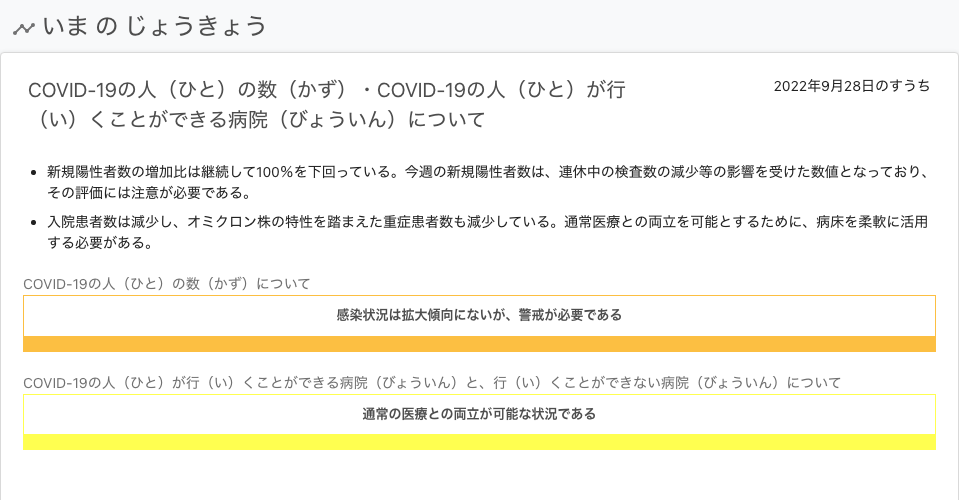 いま の じょうきょう
COVID-19の人（ひと）の数（かず）・COVID-19の人（ひと）が行
（い）くことができる病院（びょういん）について
2022年9月28日のすうち
• 新規陽性者数の増加比は継続して100％を下回っている。今週の新規陽性者数は、連休中の検査数の減少等の影響を受けた数値となっており、
その評価には注意が必要である。
• 入院患者数は減少し、オミクロン株の特性を踏まえた重症患者数も減少している。通常医療との両立を可能とするために、病床を柔軟に活用
する必要がある。
COVID-19の人（ひと）の数（かず）について
感染状況は拡大傾向にないが、警戒が必要である
COVID-19の人（ひと）が行（い）くことができる病院（びょういん）と、行（い）くことができない病院（びょういん）について
通常の医療との両立が可能な状況である